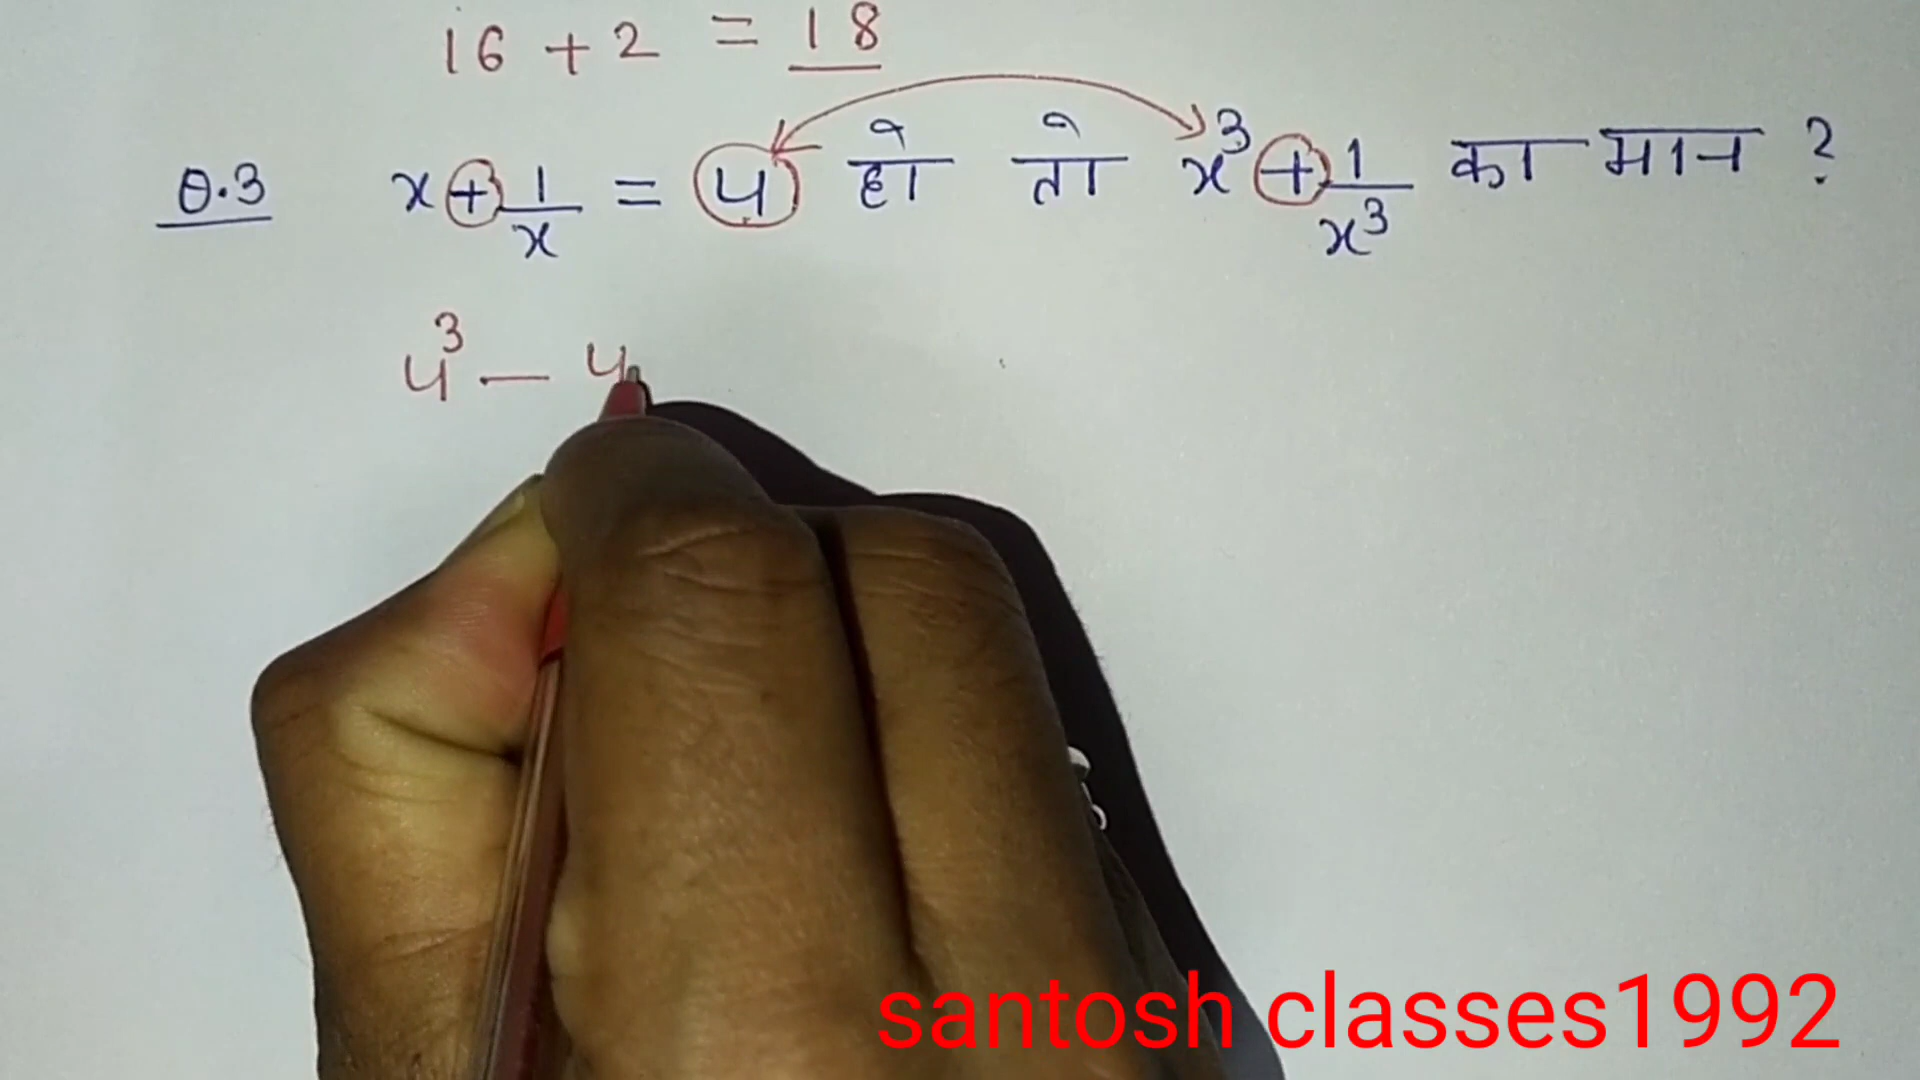 16 + 2 = 18
Q.3 x + 1/x = 4 हो तो x³ + 1/x³ का मान ?
4³ — 4
santosh classes1992